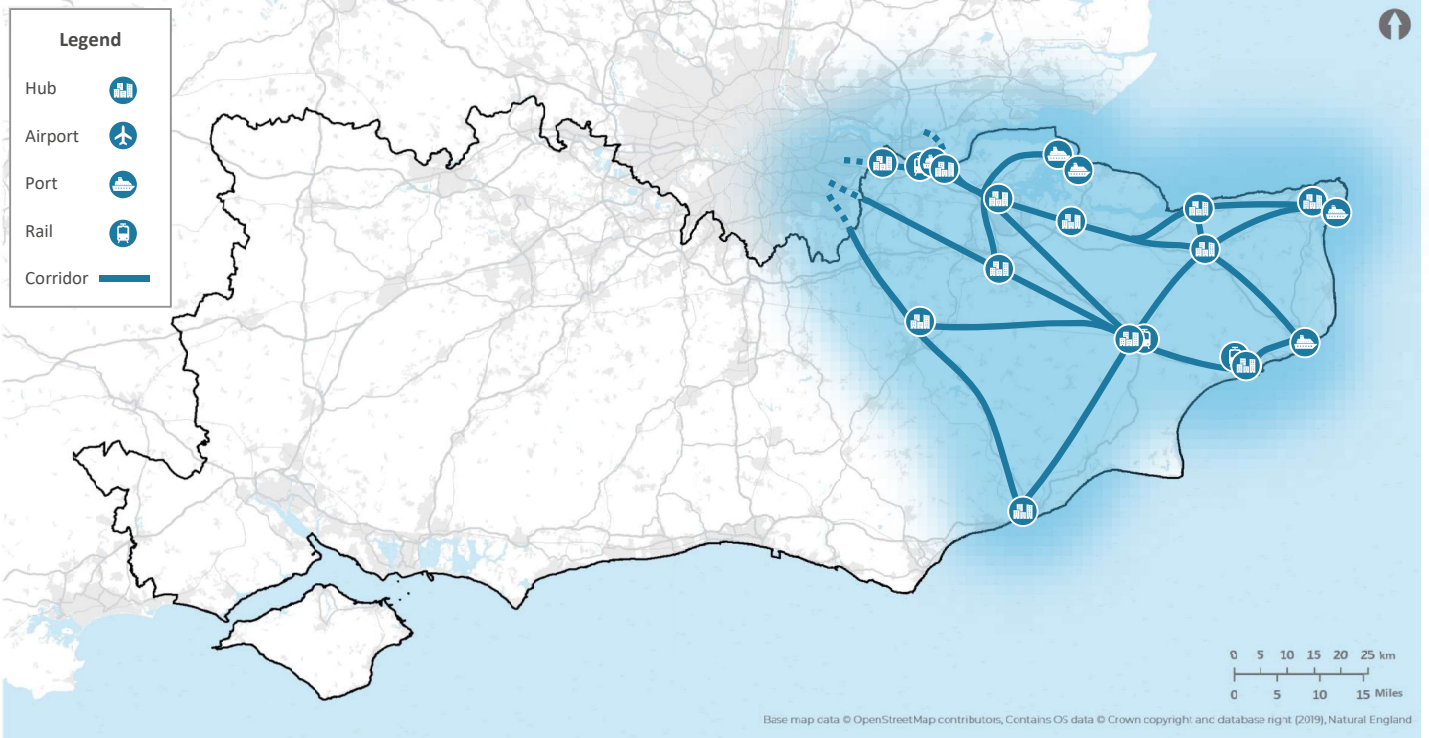 Legend
Hub
Airport
Port
Rail
Corridor
0 5 10 15 20 25 km
0 5 10 15 Miles
Base map data © OpenStreetMap contributors, Contains OS data © Crown copyright and database right (2019), Natural England